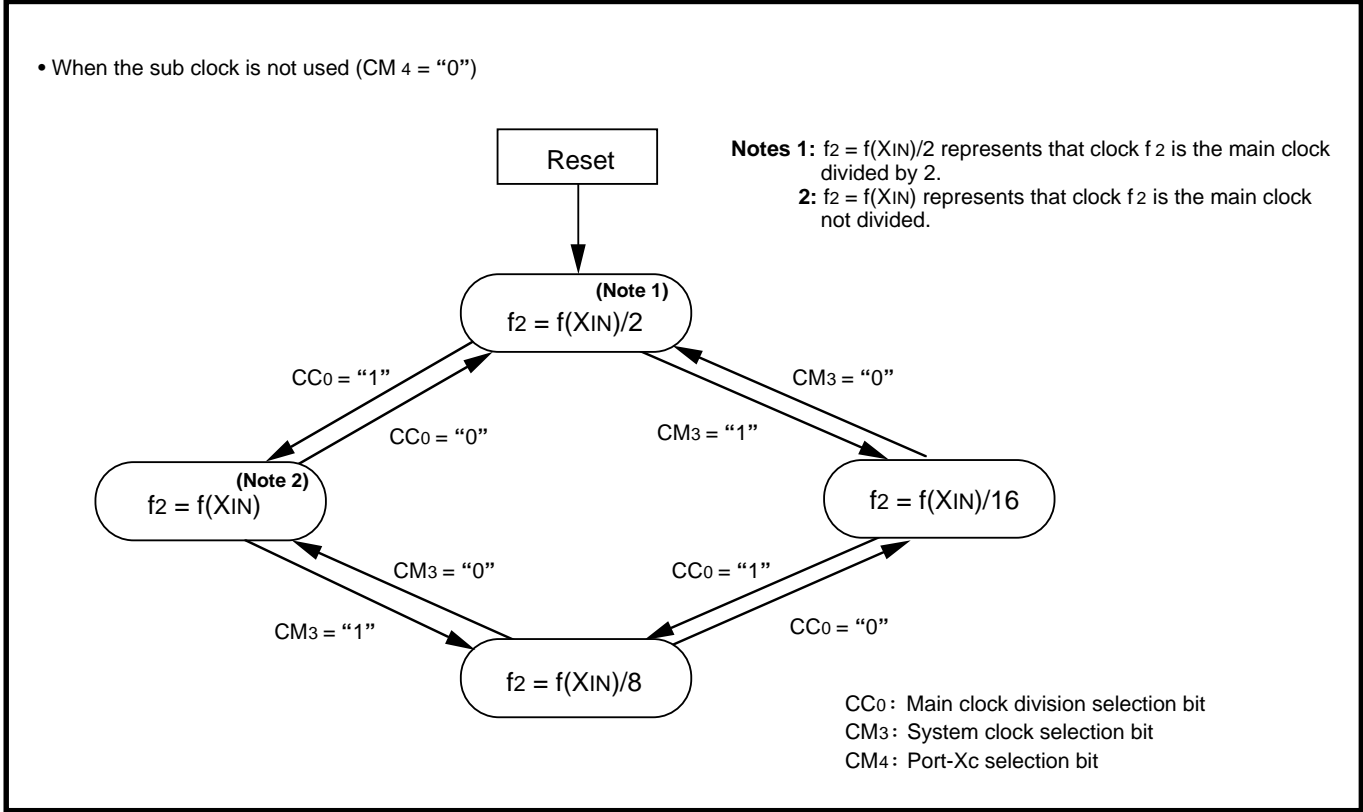 • When the sub clock is not used (CM 4 = “0”)
Reset
Notes 1: f2 = f(XIN)/2 represents that clock f 2 is the main clock
divided by 2.
2: f2 = f(XIN) represents that clock f 2 is the main clock
not divided.
(Note 1)
f2 = f(XIN)/2
CC0 = “1”
CC0 = “0”
CM3 = “0”
CM3 = “1”
(Note 2)
f2 = f(XIN)
f2 = f(XIN)/16
CM3 = “0”
CM3 = “1”
CC0 = “1”
CC0 = “0”
f2 = f(XIN)/8
CC0 : Main clock division selection bit
CM3 : System clock selection bit
CM4 : Port-Xc selection bit